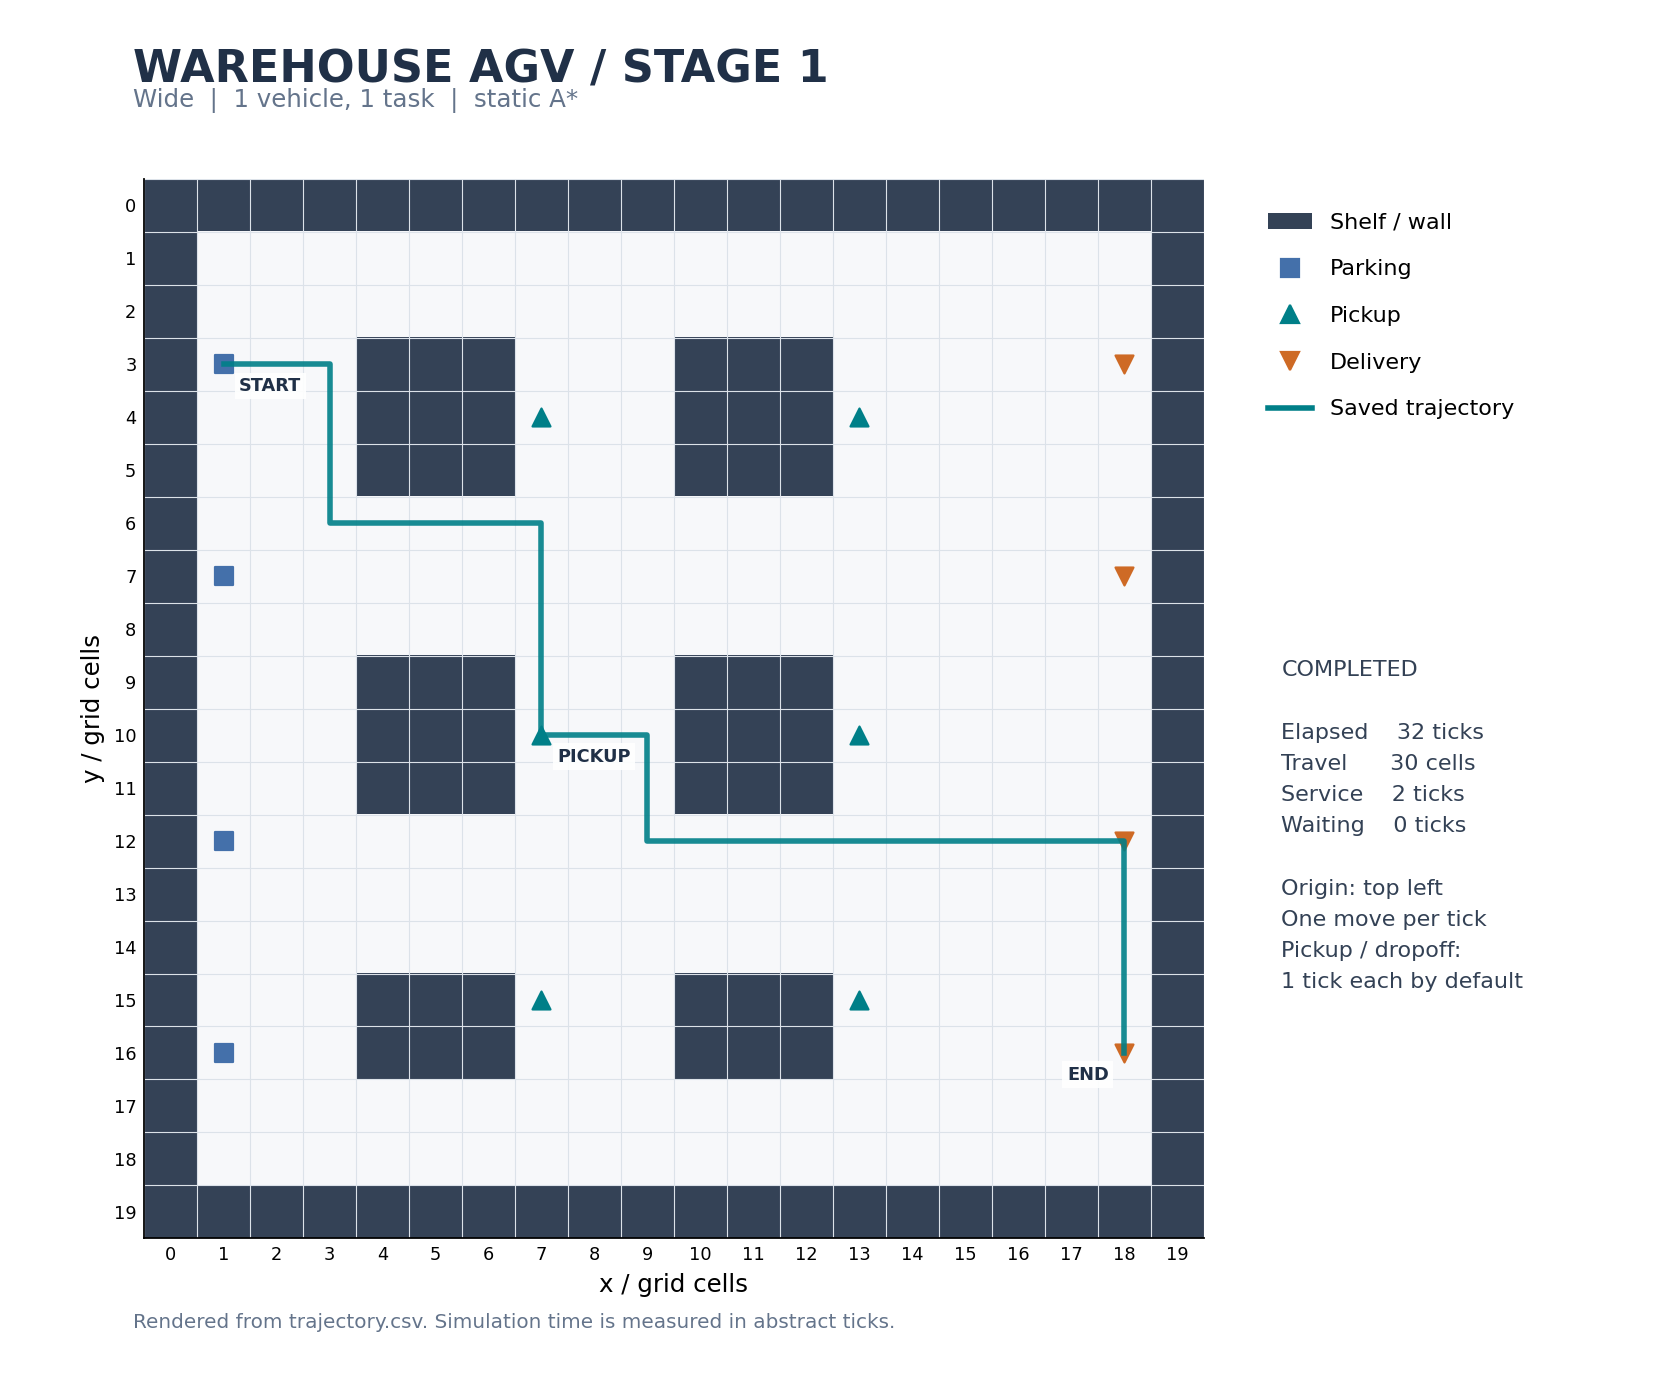 WAREHOUSE AGV / STAGE 1
Wide | 1 vehicle, 1 task | static A*
Shelf / wall
Parking
Pickup
Delivery
Saved trajectory
y / grid cells
0
1
2
3
4
5
6
7
8
9
10
11
12
13
14
15
16
17
18
19
START
PICKUP
END
COMPLETED
Elapsed 32 ticks
Travel 30 cells
Service 2 ticks
Waiting 0 ticks
Origin: top left
One move per tick
Pickup / dropoff:
1 tick each by default
0 1 2 3 4 5 6 7 8 9 10 11 12 13 14 15 16 17 18 19
x / grid cells
Rendered from trajectory.csv. Simulation time is measured in abstract ticks.